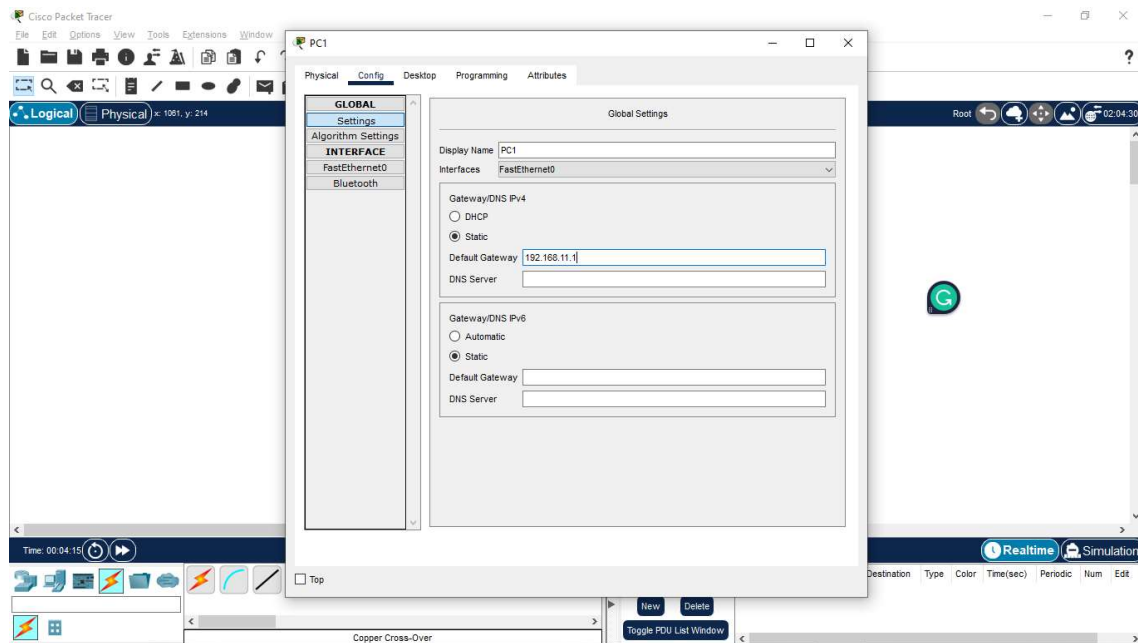 Cisco Packet Tracer
File Edit Options View Tools Extensions Window
PC1
?
Physical Config Desktop Programming Attributes
Logical Physical x: 1081, y: 214
Root 02:04:30
GLOBAL
Settings
Algorithm Settings
INTERFACE
FastEthernet0
Bluetooth
Global Settings
Display Name PC1
Interfaces FastEthernet0
Gateway/DNS IPv4
DHCP
Static
Default Gateway 192.168.11.1
DNS Server
Gateway/DNS IPv6
Automatic
Static
Default Gateway
DNS Server
G
Time: 00:04:15
Realtime Simulation
Top
Destination Type Color Time(sec) Periodic Num Edit
New Delete
Toggle PDU List Window
Copper Cross-Over